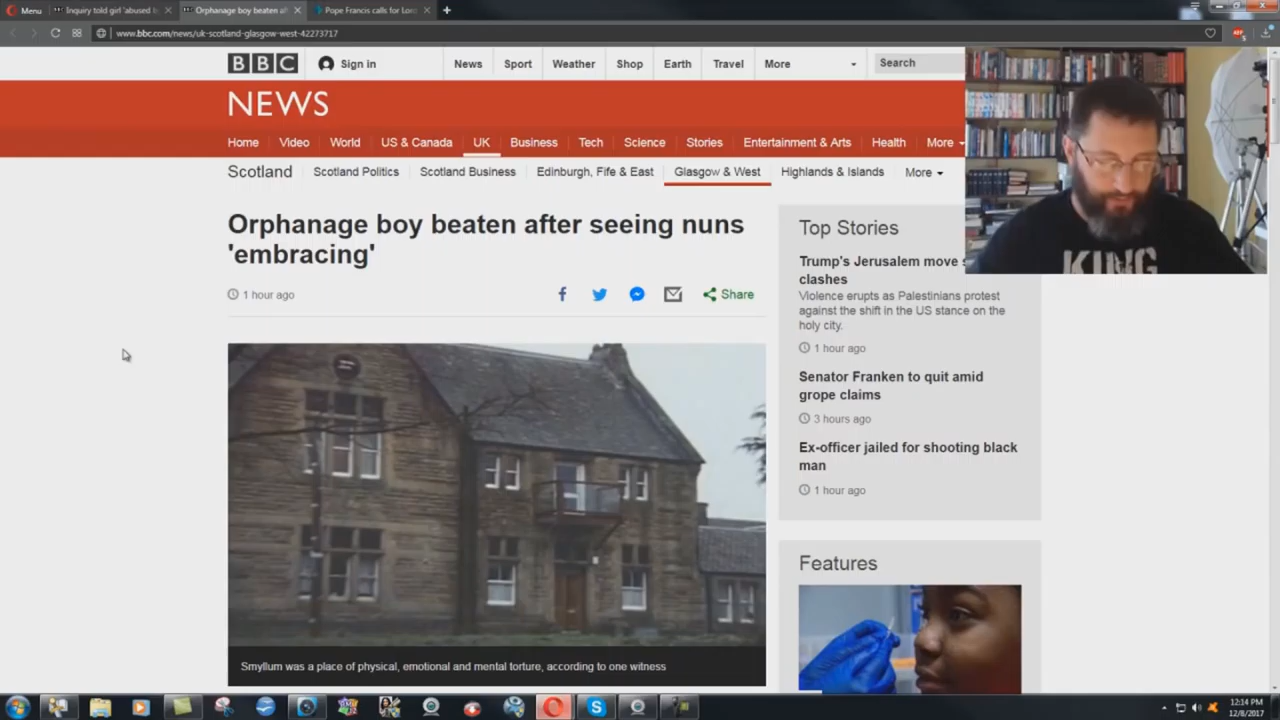 Menu
Inquiry told girl 'abused b
Orphanage boy beaten af
Pope Francis calls for Lord
www.bbc.com/news/uk-scotland-glasgow-west-42273717
BBC
Sign in
News
Sport
Weather
Shop
Earth
Travel
More
Search
NEWS
Home
Video
World
US & Canada
UK
Business
Tech
Science
Stories
Entertainment & Arts
Health
More
Scotland
Scotland Politics
Scotland Business
Edinburgh, Fife & East
Glasgow & West
Highlands & Islands
More
Orphanage boy beaten after seeing nuns
'embracing'
1 hour ago
Share
Smyllum was a place of physical, emotional and mental torture, according to one witness
Top Stories
Trump's Jerusalem move s
clashes
Violence erupts as Palestinians protest
against the shift in the US stance on the
holy city.
1 hour ago
Senator Franken to quit amid
grope claims
3 hours ago
Ex-officer jailed for shooting black
man
1 hour ago
Features
KING
12:14 PM
12/8/2017